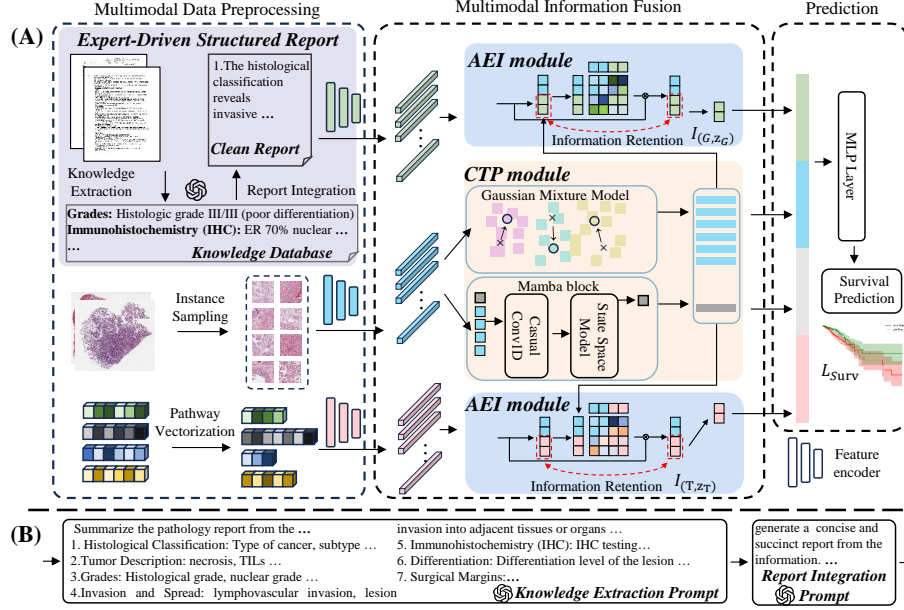 Multimodal Data Preprocessing
Multimodal Information Fusion
Prediction
(A)
Expert-Driven Structured Report
1.The histological
classification
reveals
invasive …
Clean Report
Knowledge
Extraction
Report Integration
Grades: Histologic grade III/III (poor differentiation)
Immunohistochemistry (IHC): ER 70% nuclear …
…
Knowledge Database
Instance
Sampling
Pathway
Vectorization
AEI module
Information Retention
I(G,zG)
CTP module
Gaussian Mixture Model
Mamba block
Casual
Conv1D
State Space
Model
AEI module
Information Retention
I(T,zT)
MLP Layer
Survival
Prediction
LSurv
Feature
encoder
(B)
Summarize the pathology report from the …
1. Histological Classification: Type of cancer, subtype …
2.Tumor Description: necrosis, TILs …
3.Grades: Histological grade, nuclear grade …
4.Invasion and Spread: lymphovascular invasion, lesion
invasion into adjacent tissues or organs …
5. Immunohistochemistry (IHC): IHC testing…
6. Differentiation: Differentiation level of the lesion …
7. Surgical Margins:…
Knowledge Extraction Prompt
generate a concise and
succinct report from the
information. …
Report Integration
Prompt